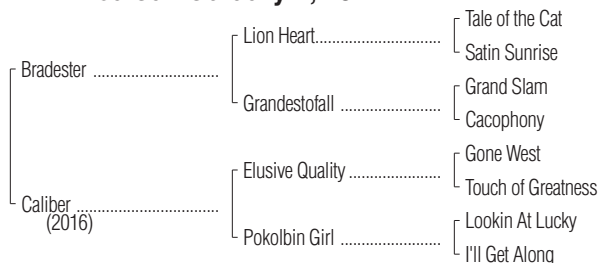 Tale of the Cat
Lion Heart
Satin Sunrise
Bradester
Grand Slam
Grandestofall
Cacophony
Gone West
Elusive Quality
Touch of Greatness
Caliber
(2016)
Lookin At Lucky
Pokolbin Girl
I'll Get Along